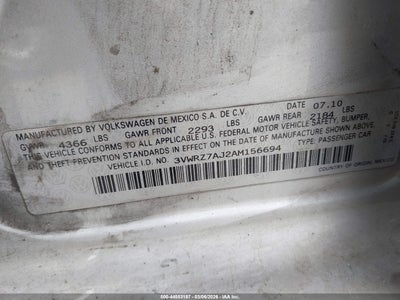 MANUFACTURED BY VOLKSWAGEN DE MEXICO S.A. DE C.V. DATE 07.10
GVWR 4366 LBS GAWR FRONT 2293 LBS GAWR REAR 2184 LBS
THIS VEHICLE CONFORMS TO ALL APPLICABLE U.S. FEDERAL MOTOR VEHICLE SAFETY, BUMPER,
AND THEFT PREVENTION STANDARDS IN EFFECT ON THE DATE OF MANUFACTURE SHOWN ABOVE.
VEHICLE I.D. NO. 3VWRZ7AJ2AM156694 TYPE: PASSENGER CAR
COUNTRY OF ORIGIN: MEXICO
500-44503187 - 03/06/2026 - IAA Inc.